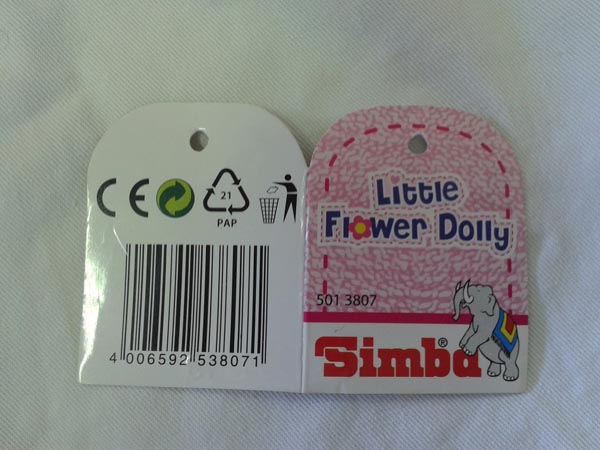 CE
21
PAP
4 006592 538071
Little
Flower Dolly
501 3807
Simba®